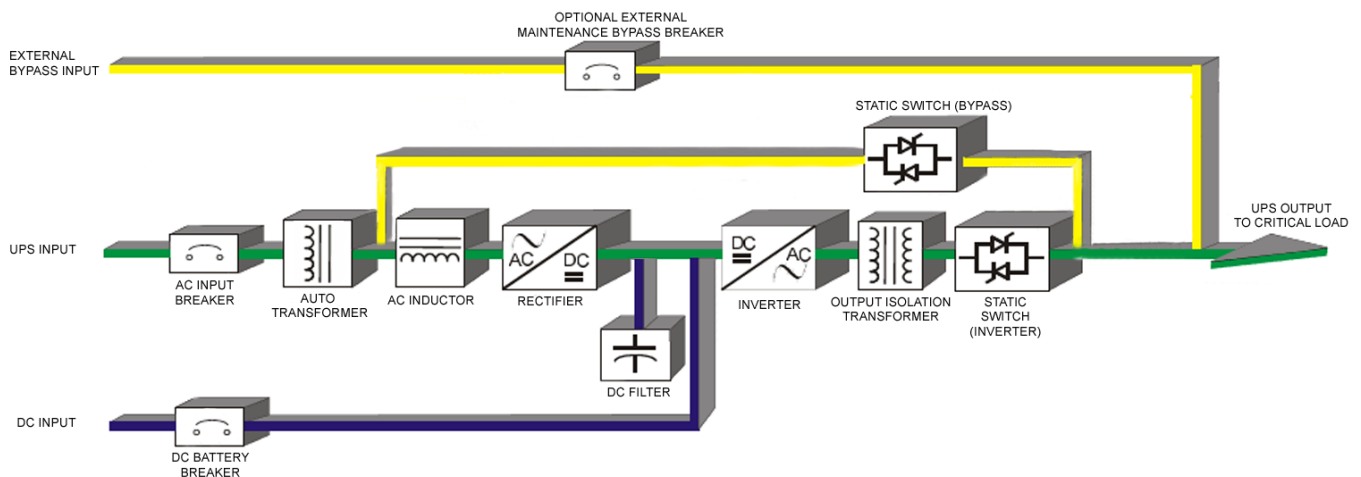 OPTIONAL EXTERNAL
MAINTENANCE BYPASS BREAKER
EXTERNAL
BYPASS INPUT
STATIC SWITCH (BYPASS)
UPS OUTPUT
TO CRITICAL LOAD
UPS INPUT
AC
DC
DC
AC
AC INPUT
BREAKER
AUTO
TRANSFORMER
AC INDUCTOR
RECTIFIER
INVERTER
OUTPUT ISOLATION
TRANSFORMER
STATIC
SWITCH
(INVERTER)
DC FILTER
DC INPUT
DC BATTERY
BREAKER